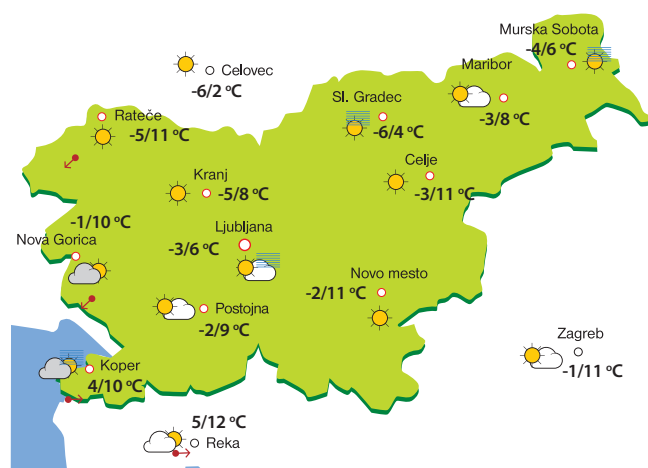 Murska Sobota
-4/6 °C
Maribor
-3/8 °C
Celovec
-6/2 °C
Sl. Gradec
-6/4 °C
Rateče
-5/11 °C
Celje
-3/11 °C
Kranj
-5/8 °C
-1/10 °C
Nova Gorica
Ljubljana
-3/6 °C
Novo mesto
-2/11 °C
Postojna
-2/9 °C
Zagreb
-1/11 °C
Koper
4/10 °C
5/12 °C
Reka